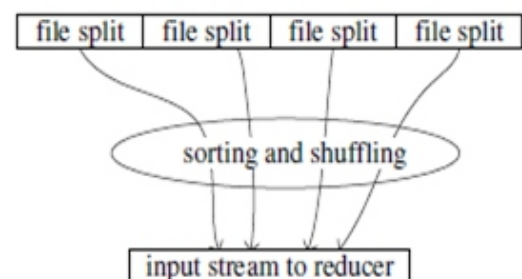 file split file split file split file split
sorting and shuffling
input stream to reducer